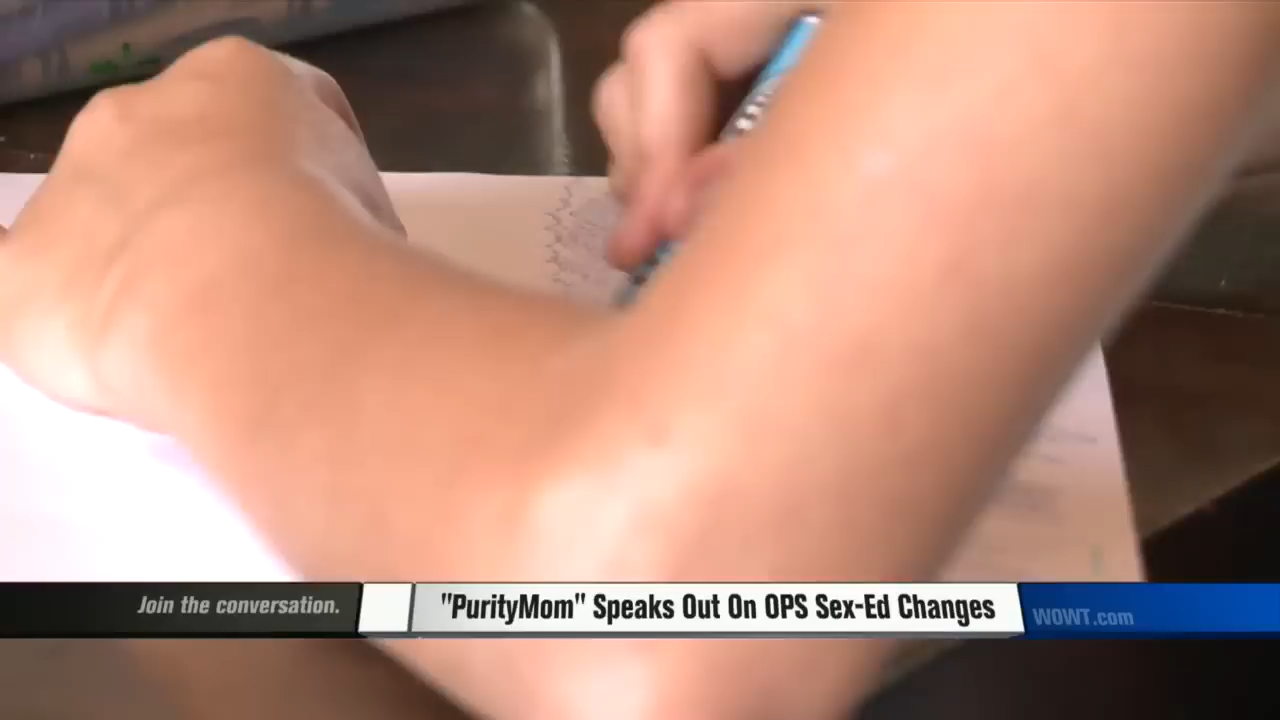 Join the conversation.
"PurityMom" Speaks Out On OPS Sex-Ed Changes
WOWT.com